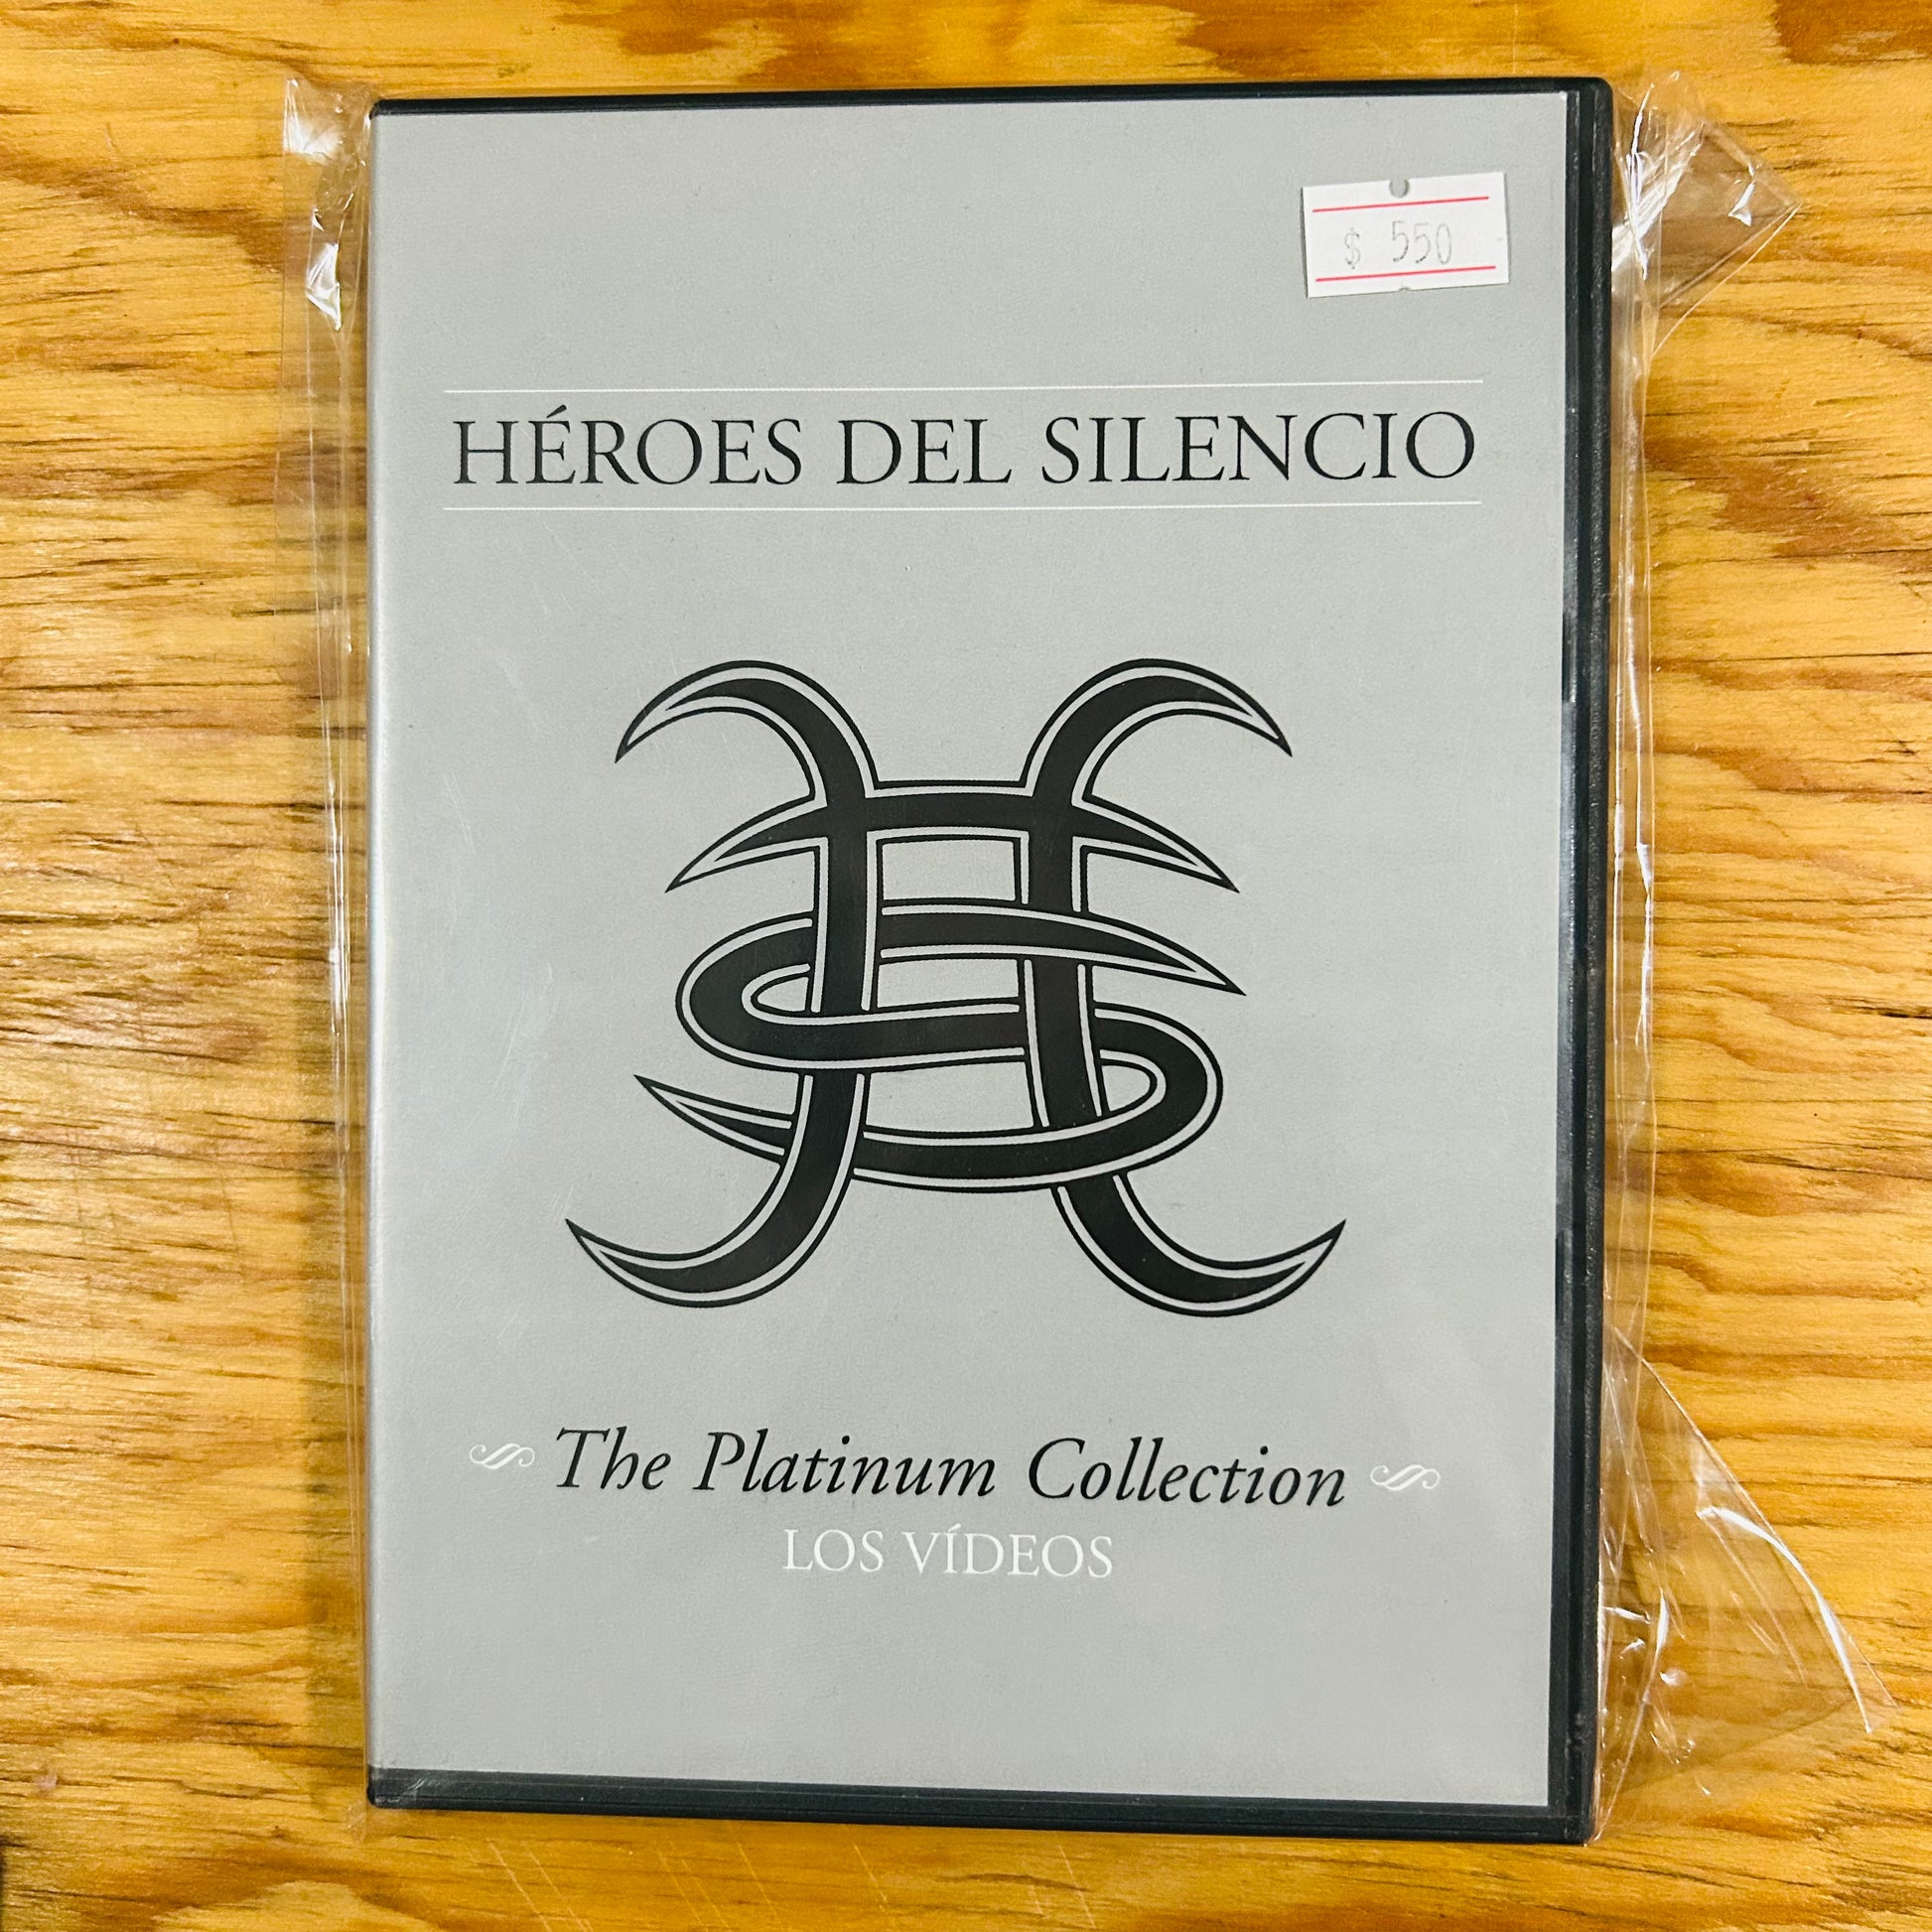 $ 550
HÉROES DEL SILENCIO
The Platinum Collection
LOS VÍDEOS